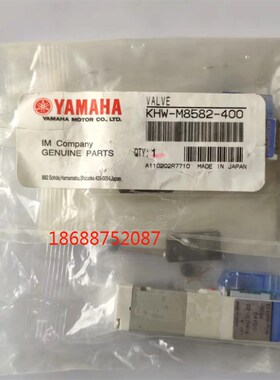 YAMAHA
YAMAHA MOTOR CO., LTD.
VALVE
KHW-M8582-400
IM Company
GENUINE PARTS
QTY: 1
A110202R7710 MADE IN JAPAN
18688752087